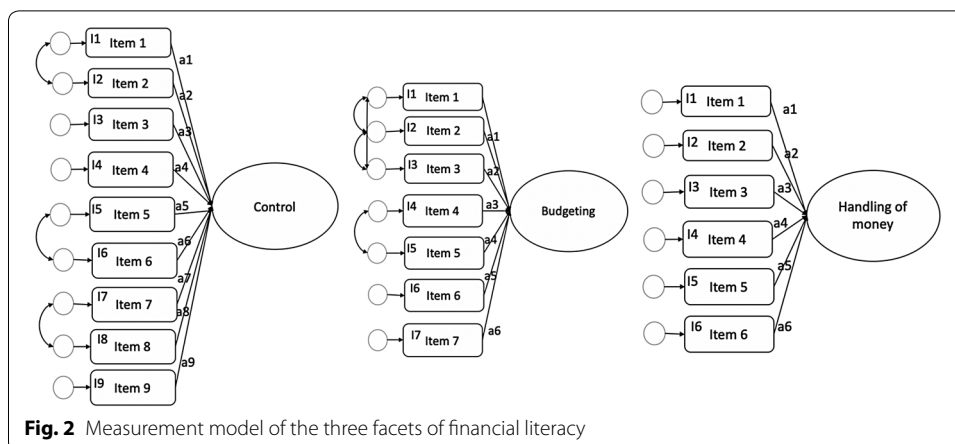 I1 Item 1
a1
I2 Item 2
a2
I3 Item 3
a3
I4 Item 4
a4
I5 Item 5
a5
I6 Item 6
a6
I7 Item 7
a7
a8
I8 Item 8
a9
I9 Item 9
Control
I1 Item 1
I2 Item 2
a1
I3 Item 3
a2
I4 Item 4
a3
I5 Item 5
a4
I6 Item 6
a5
I7 Item 7
a6
Budgeting
I1 Item 1
a1
I2 Item 2
a2
I3 Item 3
a3
I4 Item 4
a4
I5 Item 5
a5
I6 Item 6
a6
Handling of
money
Fig. 2 Measurement model of the three facets of financial literacy